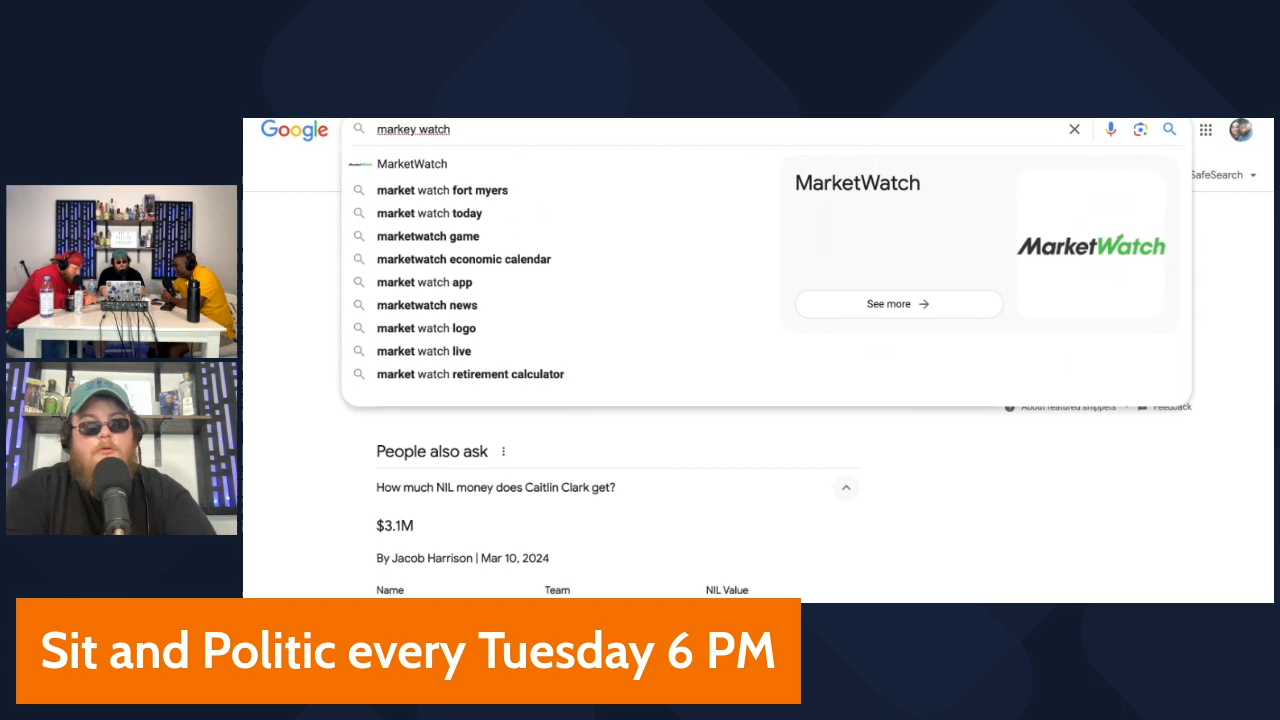 Google
markey watch
MarketWatch
market watch fort myers
market watch today
marketwatch game
marketwatch economic calendar
market watch app
marketwatch news
market watch logo
market watch live
market watch retirement calculator
MarketWatch
MarketWatch
See more →
SafeSearch
About featured snippets
Feedback
People also ask
How much NIL money does Caitlin Clark get?
$3.1M
By Jacob Harrison | Mar 10, 2024
Name Team NIL Value
Sit and Politic every Tuesday 6 PM